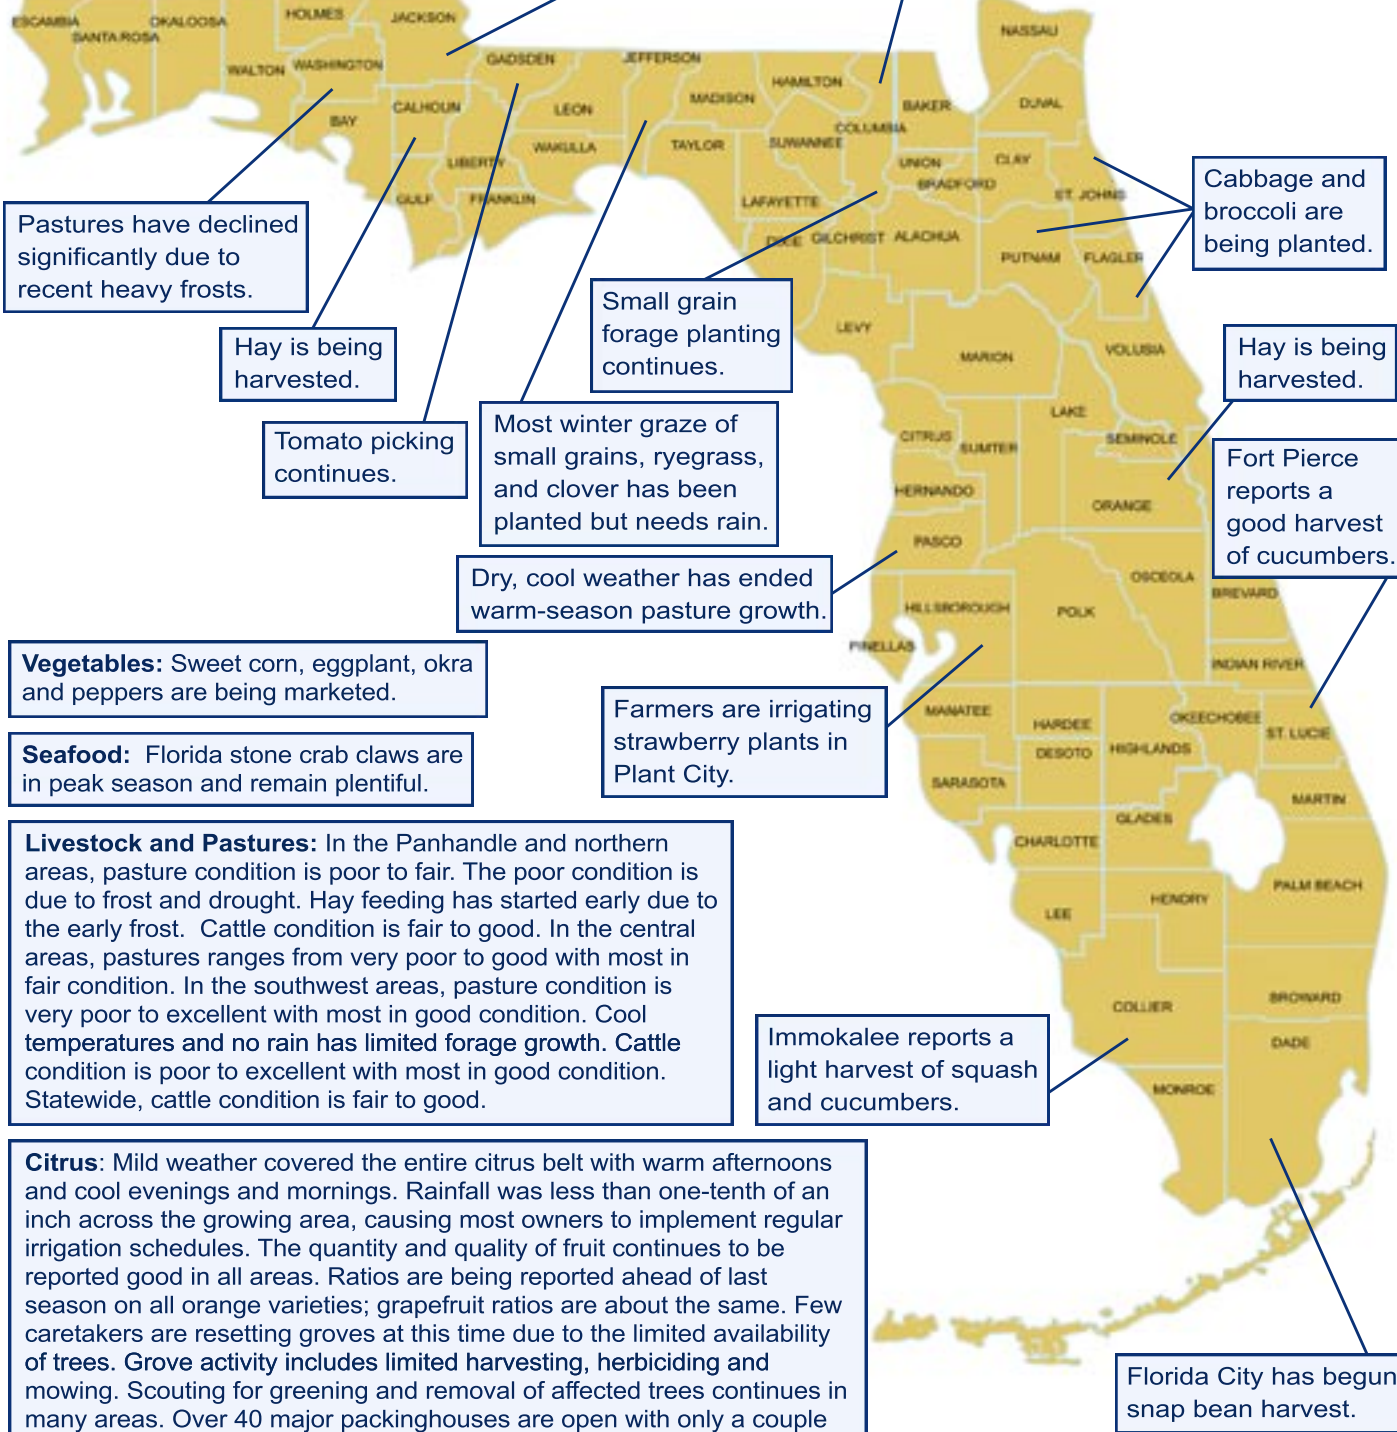 ESCAMBIA
SANTA ROSA
OKALOOSA
HOLMES
JACKSON
WALTON
WASHINGTON
GADSDEN
JEFFERSON
HAMILTON
NASSAU
CALHOUN
BAY
LEON
MADISON
BAKER
DUVAL
COLUMBIA
LIBERTY
WAKULLA
TAYLOR
SUWANNEE
UNION
CLAY
BRADFORD
GULF
FRANKLIN
LAFAYETTE
ST. JOHNS
DIXIE
GILCHRIST
ALACHUA
PUTNAM
FLAGLER
LEVY
MARION
VOLUSIA
LAKE
CITRUS
SUMTER
SEMINOLE
HERNANDO
ORANGE
PASCO
OSCEOLA
BREVARD
HILLSBOROUGH
POLK
PINELLAS
INDIAN RIVER
MANATEE
HARDEE
OKEECHOBEE
ST. LUCIE
DESOTO
HIGHLANDS
SARASOTA
MARTIN
GLADES
CHARLOTTE
PALM BEACH
HENDRY
LEE
COLLIER
BROWARD
DADE
MONROE
Pastures have declined
significantly due to
recent heavy frosts.
Hay is being
harvested.
Tomato picking
continues.
Most winter graze of
small grains, ryegrass,
and clover has been
planted but needs rain.
Small grain
forage planting
continues.
Cabbage and
broccoli are
being planted.
Hay is being
harvested.
Fort Pierce
reports a
good harvest
of cucumbers.
Dry, cool weather has ended
warm-season pasture growth.
Farmers are irrigating
strawberry plants in
Plant City.
Immokalee reports a
light harvest of squash
and cucumbers.
Florida City has begun
snap bean harvest.
Vegetables: Sweet corn, eggplant, okra
and peppers are being marketed.
Seafood:  Florida stone crab claws are
in peak season and remain plentiful.
Livestock and Pastures: In the Panhandle and northern
areas, pasture condition is poor to fair. The poor condition is
due to frost and drought. Hay feeding has started early due to
the early frost.  Cattle condition is fair to good. In the central
areas, pastures ranges from very poor to good with most in
fair condition. In the southwest areas, pasture condition is
very poor to excellent with most in good condition. Cool
temperatures and no rain has limited forage growth. Cattle
condition is poor to excellent with most in good condition.
Statewide, cattle condition is fair to good.
Citrus: Mild weather covered the entire citrus belt with warm afternoons
and cool evenings and mornings. Rainfall was less than one-tenth of an
inch across the growing area, causing most owners to implement regular
irrigation schedules. The quantity and quality of fruit continues to be
reported good in all areas. Ratios are being reported ahead of last
season on all orange varieties; grapefruit ratios are about the same. Few
caretakers are resetting groves at this time due to the limited availability
of trees. Grove activity includes limited harvesting, herbiciding and
mowing. Scouting for greening and removal of affected trees continues in
many areas. Over 40 major packinghouses are open with only a couple